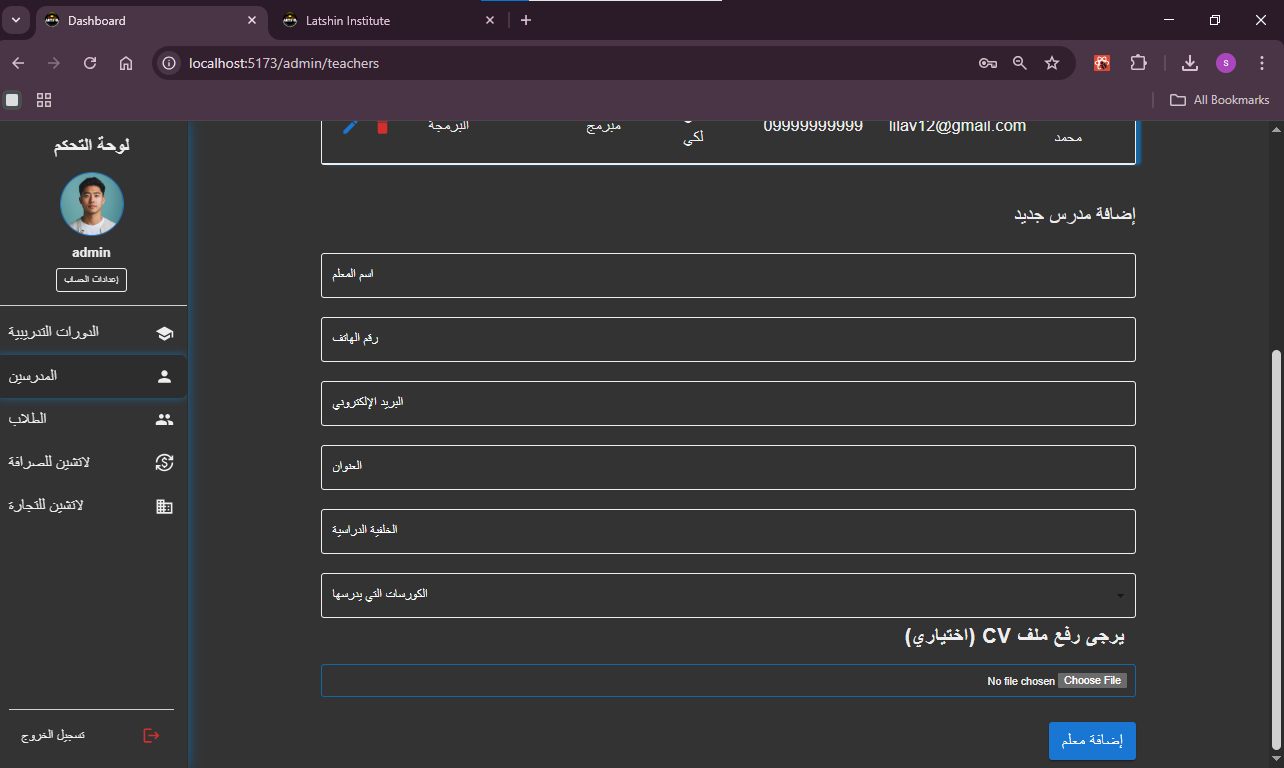 Dashboard
Latshin Institute
localhost:5173/admin/teachers
s
All Bookmarks
لوحة التحكم
admin
إعدادات الحساب
الدورات التدريبية
المدرسين
الطلاب
لاتشين للصرافة
لاتشين للتجارة
تسجيل الخروج
محمد lilav12@gmail.com 09999999999 لكي مبرمج البرمجة
إضافة مدرس جديد
اسم المعلم
رقم الهاتف
البريد الإلكتروني
العنوان
الخلفية الدراسية
الكورسات التي يدرسها
يرجى رفع ملف CV (اختياري)
Choose File No file chosen
إضافة معلم